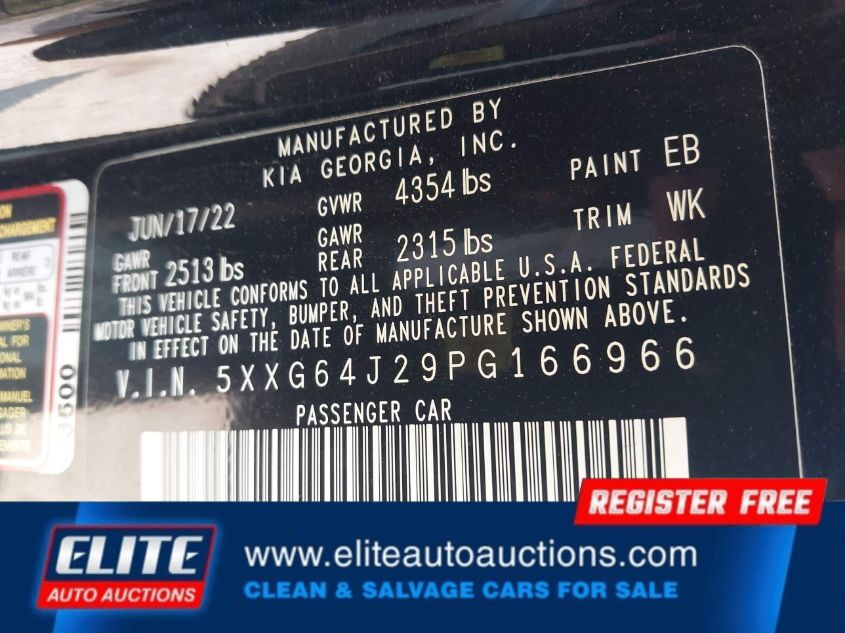 MANUFACTURED BY
KIA GEORGIA, INC.
JUN/17/22 GVWR 4354 lbs PAINT EB
GAWR FRONT 2513 lbs GAWR REAR 2315 lbs TRIM WK
THIS VEHICLE CONFORMS TO ALL APPLICABLE U.S.A. FEDERAL
MOTOR VEHICLE SAFETY, BUMPER, AND THEFT PREVENTION STANDARDS
IN EFFECT ON THE DATE OF MANUFACTURE SHOWN ABOVE.
V.I.N. 5XXG64J29PG166966
PASSENGER CAR
REAR
ARRIÈRE
3500
REGISTER FREE
ELITE
AUTO AUCTIONS
www.eliteautoauctions.com
CLEAN & SALVAGE CARS FOR SALE